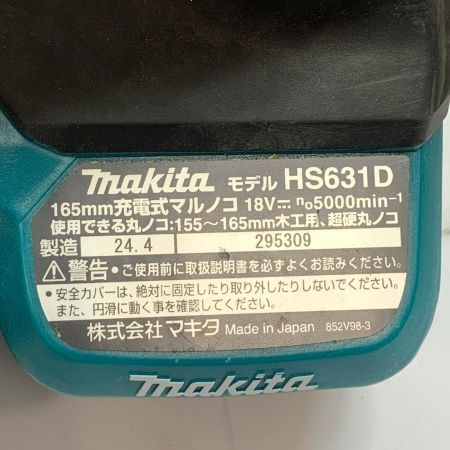 makita モデル HS631D
165mm充電式マルノコ 18V⎓ n₀5000min⁻¹
使用できる丸ノコ:155～165mm木工用、超硬丸ノコ
製造 24.4 295309
⚠警告・ご使用前に取扱説明書を必ずよくお読みください。
・安全カバーは、絶対に固定したり取り外したりしないでください。
また、円滑に動く事を確認してください。
株式会社マキタ Made in Japan 852V98-3
makita